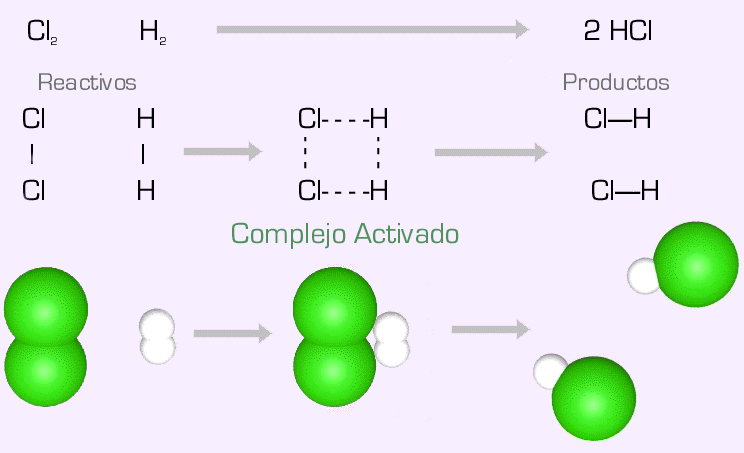 Cl₂ H₂ 2 HCl
Reactivos Productos
Cl H Cl----H Cl—H
Cl H Cl----H Cl—H
Complejo Activado